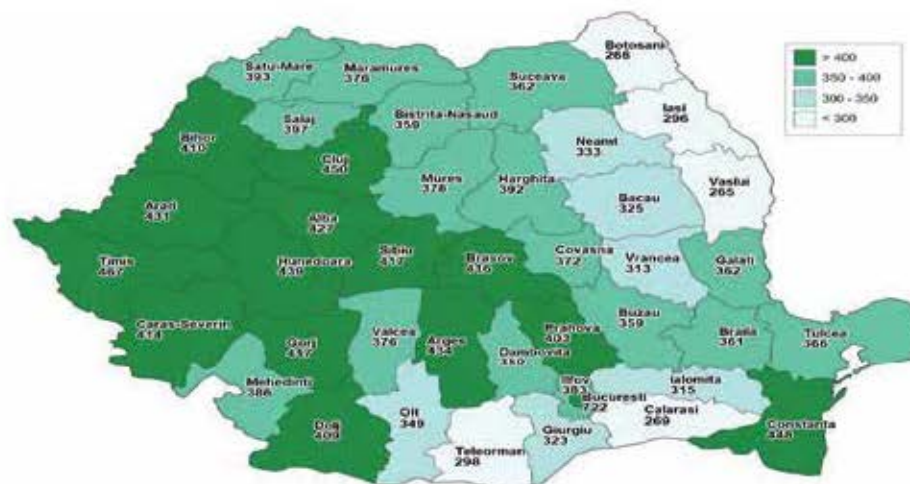 Botosani
266
> 400
350 - 400
300 - 350
< 300
Satu-Mare
393
Maramures
376
Suceava
362
Iasi
296
Salaj
397
Bistrita-Nasaud
359
Bihor
410
Neamt
333
Cluj
450
Mures
378
Harghita
392
Vaslui
265
Bacau
325
Arad
431
Alba
427
Timis
467
Hunedoara
439
Sibiu
417
Brasov
436
Covasna
372
Vrancea
313
Galati
362
Caras-Severin
414
Gorj
Valcea
376
Arges
434
Dambovita
350
Prahova
403
Buzau
359
Braila
361
Tulcea
366
Mehedinti
386
Ilfov
383
Bucuresti
722
Ialomita
315
Dolj
409
Olt
349
Teleorman
298
Giurgiu
323
Calarasi
269
Constanta
448